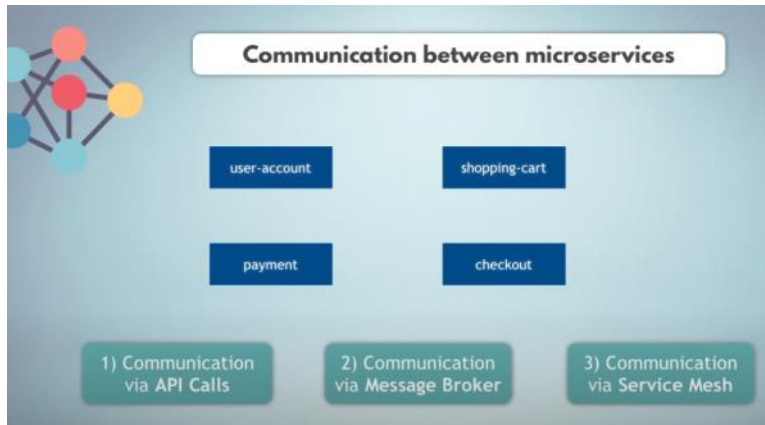 Communication between microservices
user-account
shopping-cart
payment
checkout
1) Communication
via API Calls
2) Communication
via Message Broker
3) Communication
via Service Mesh